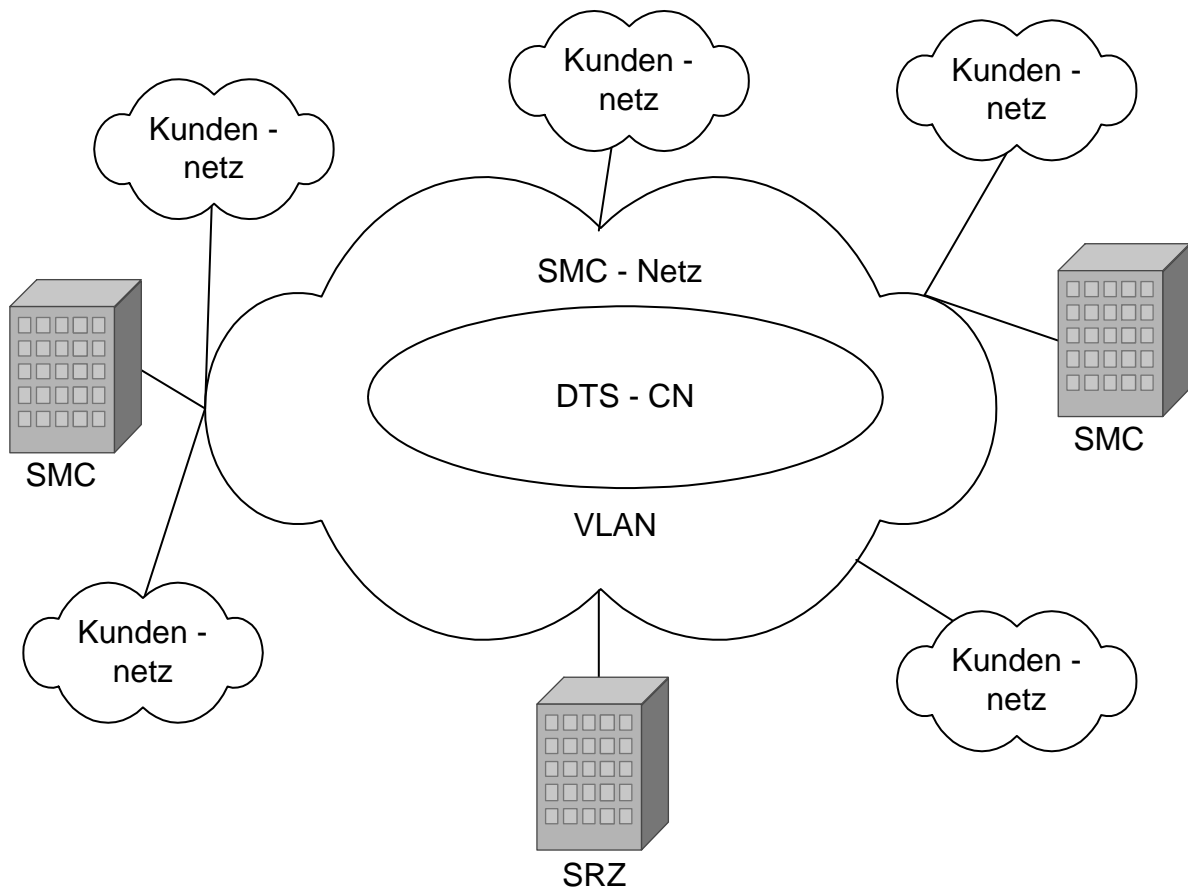 Kunden -
netz
Kunden -
netz
Kunden -
netz
SMC - Netz
DTS - CN
VLAN
SMC
SMC
Kunden -
netz
Kunden -
netz
SRZ